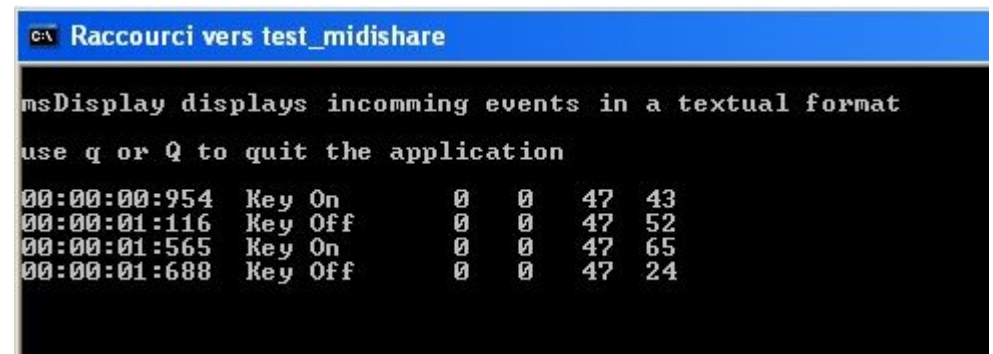 C:\ Raccourci vers test_midishare
msDisplay displays incomming events in a textual format
use q or Q to quit the application
00:00:00:954 Key On 0 0 47 43
00:00:01:116 Key Off 0 0 47 52
00:00:01:565 Key On 0 0 47 65
00:00:01:688 Key Off 0 0 47 24